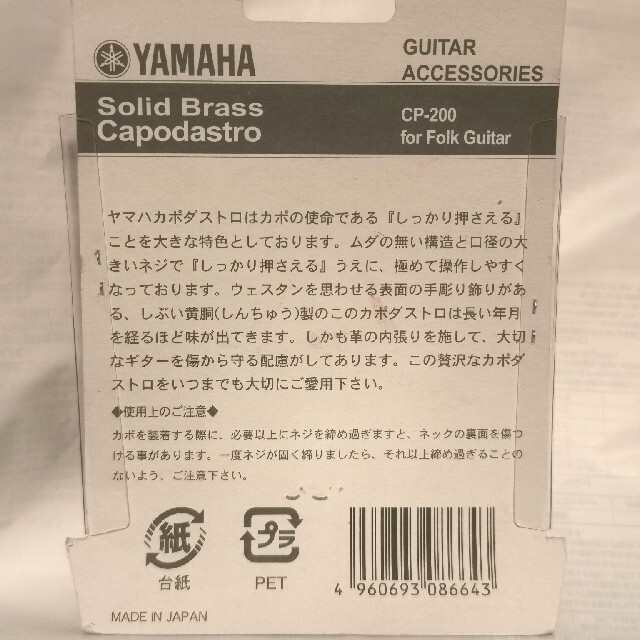 YAMAHA
GUITAR
ACCESSORIES
Solid Brass
Capodastro
CP-200
for Folk Guitar
ヤマハカポダストロはカポの使命である『しっかり押さえる』
ことを大きな特色としております。ムダの無い構造と口径の大
きいネジで『しっかり押さえる』うえに、極めて操作しやすく
なっております。ウェスタンを思わせる表面の手彫り飾りがあ
る、しぶい黄胴(しんちゅう)製のこのカポダストロは長い年月
を経るほど味が出てきます。しかも革の内張りを施して、大切
なギターを傷から守る配慮がしてあります。この贅沢なカポダ
ストロをいつまでも大切にご愛用下さい。
◆使用上のご注意◆
カポを装着する際に、必要以上にネジを締め過ぎますと、ネックの裏面を傷つ
ける事があります。一度ネジが固く締りましたら、それ以上締め過ぎることの
ないよう、ご注意下さい。
紙
台紙
プラ
PET
4 960693 086643
MADE IN JAPAN